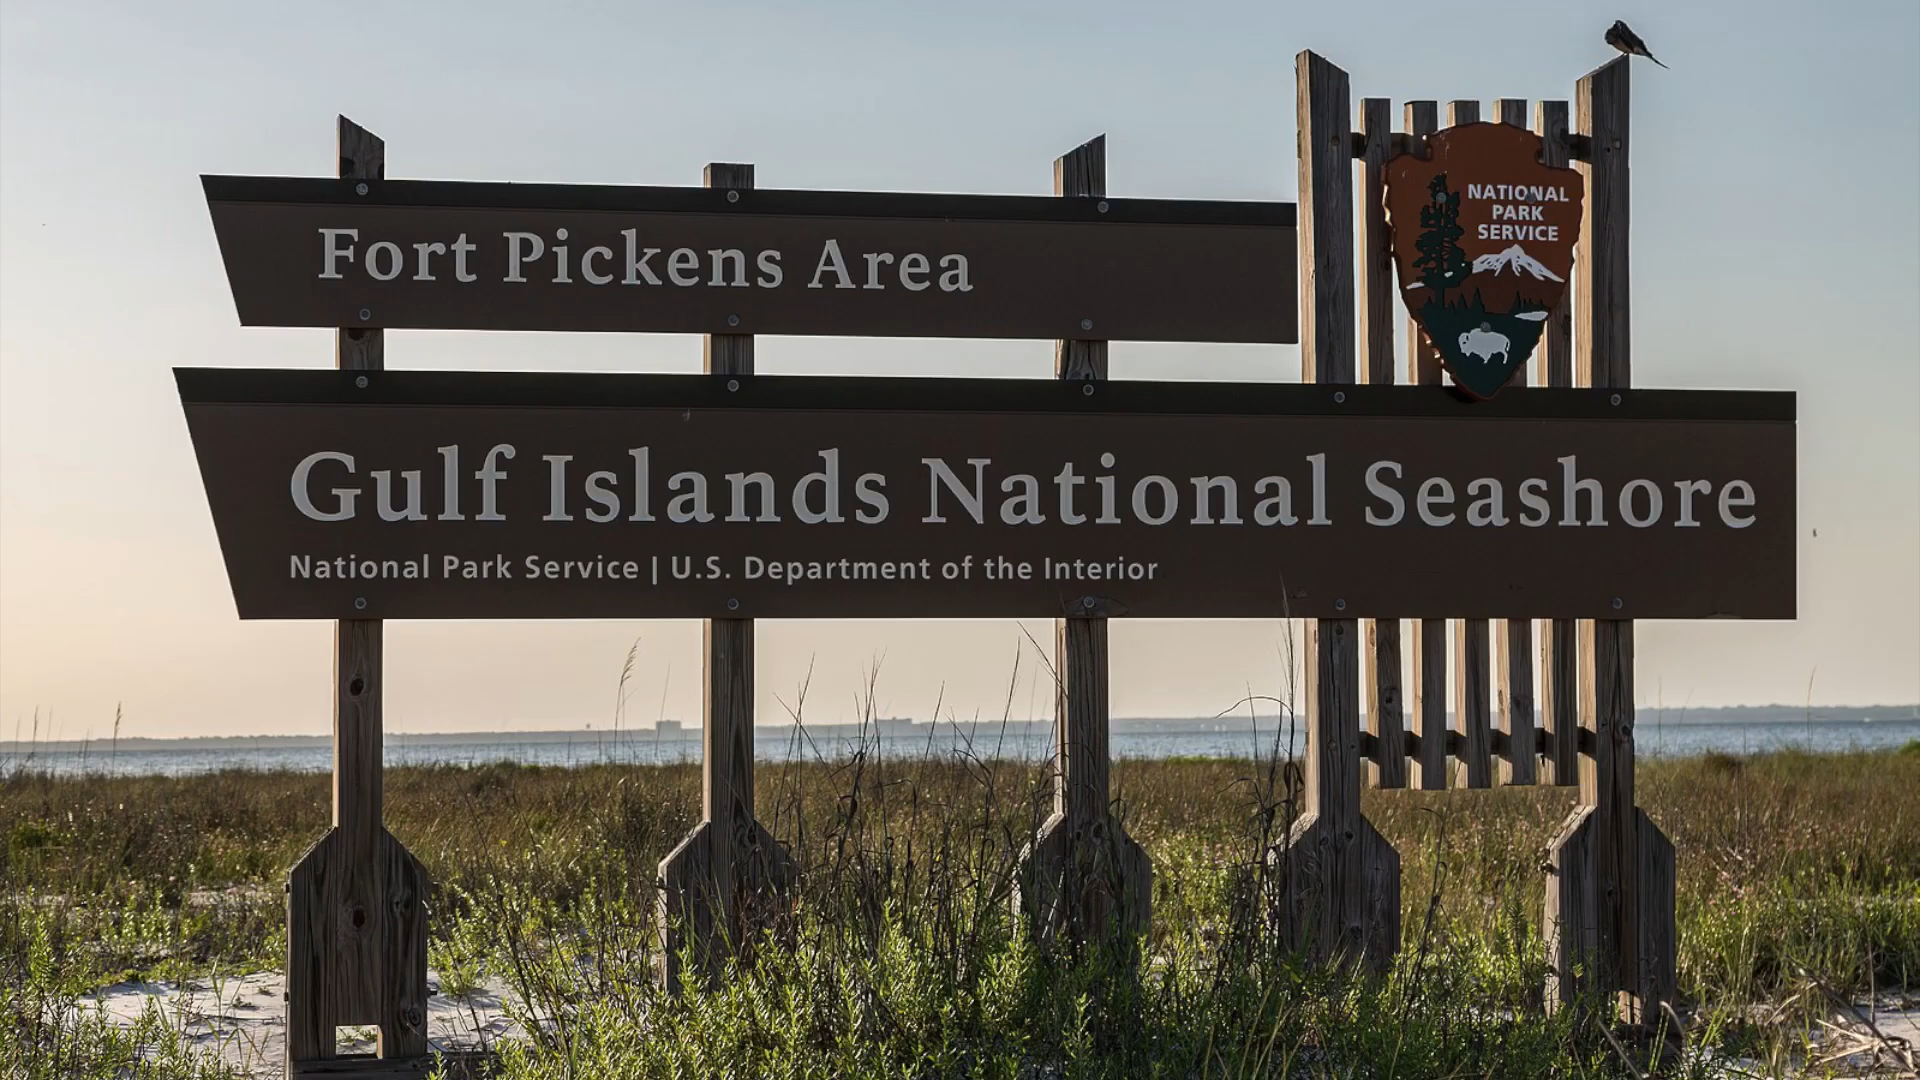 Fort Pickens Area
NATIONAL
PARK
SERVICE
Gulf Islands National Seashore
National Park Service | U.S. Department of the Interior